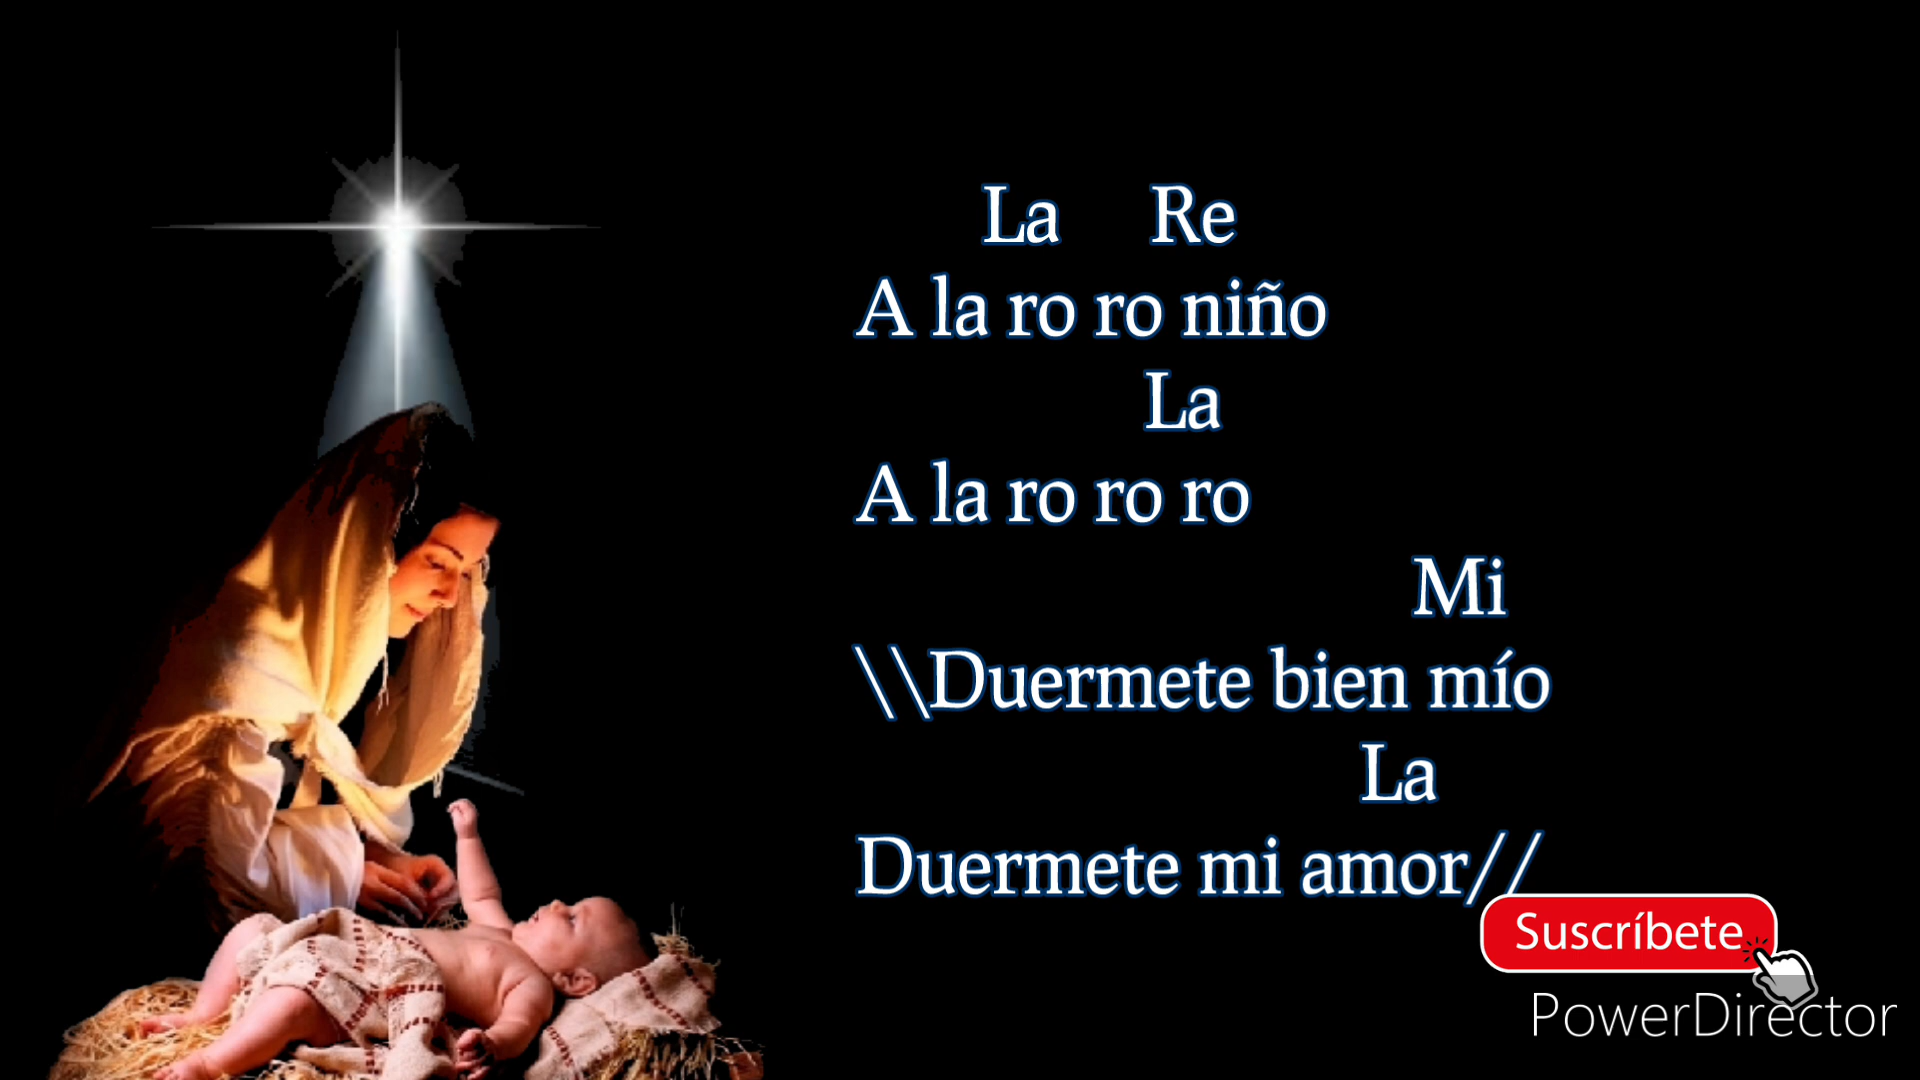 La Re
A la ro ro niño
La
A la ro ro ro
Mi
\\Duermete bien mío
La
Duermete mi amor//
Suscríbete
PowerDirector